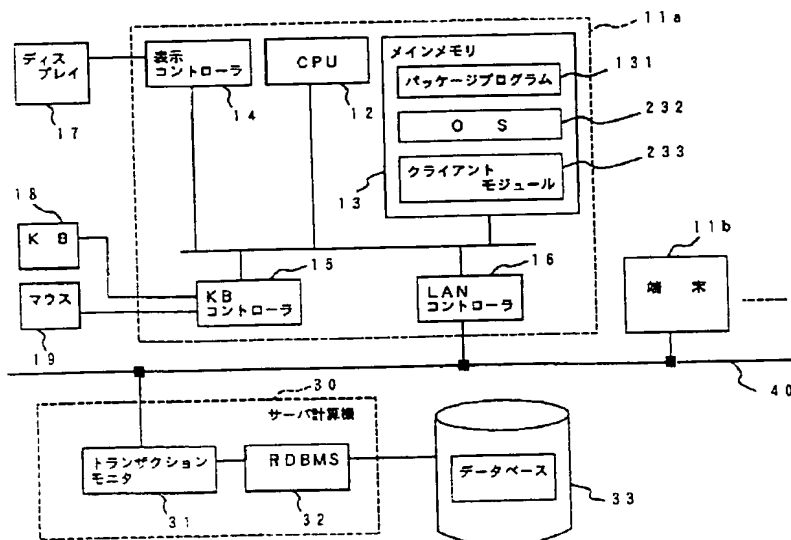 11a
ディス
プレイ
17
表示
コントローラ
14
CPU
12
メインメモリ
パッケージプログラム
131
OS
232
クライアント
モジュール
233
13
18
KB
マウス
19
15
KB
コントローラ
16
LAN
コントローラ
11b
端末
40
30
サーバ計算機
トランザクション
モニタ
31
RDBMS
32
データベース
33